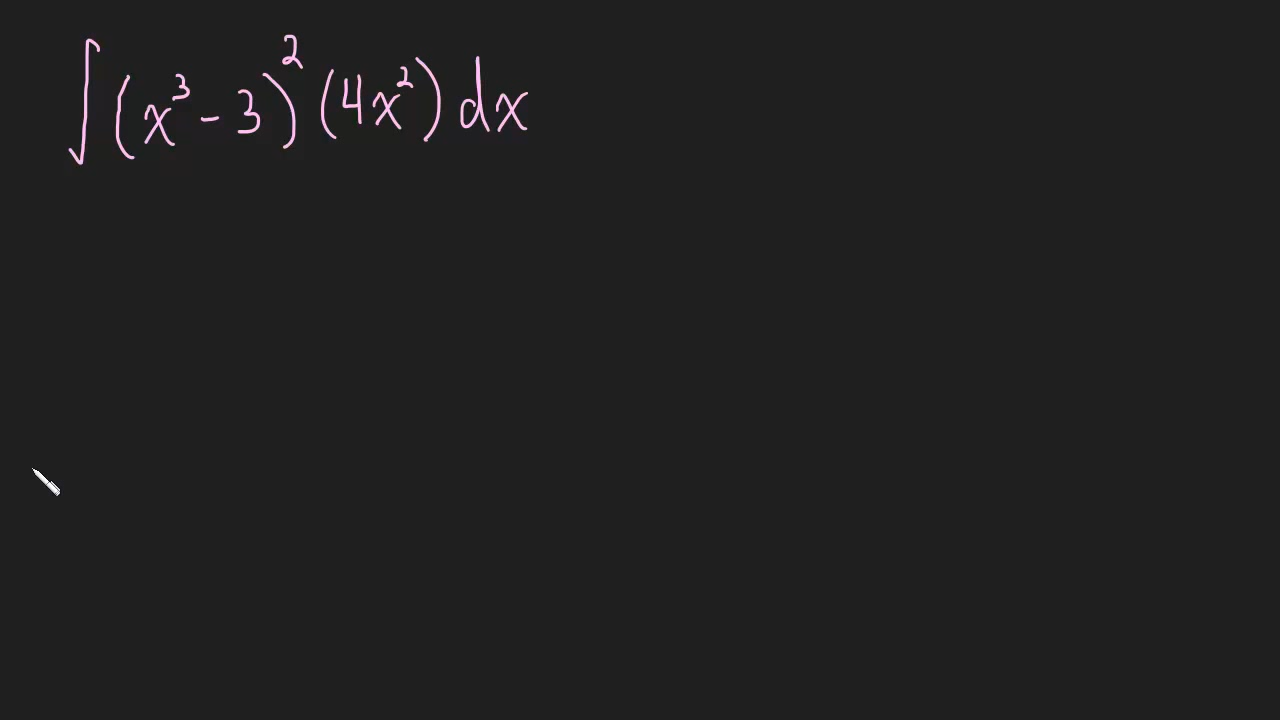 ∫(x³ - 3)²(4x²) dx